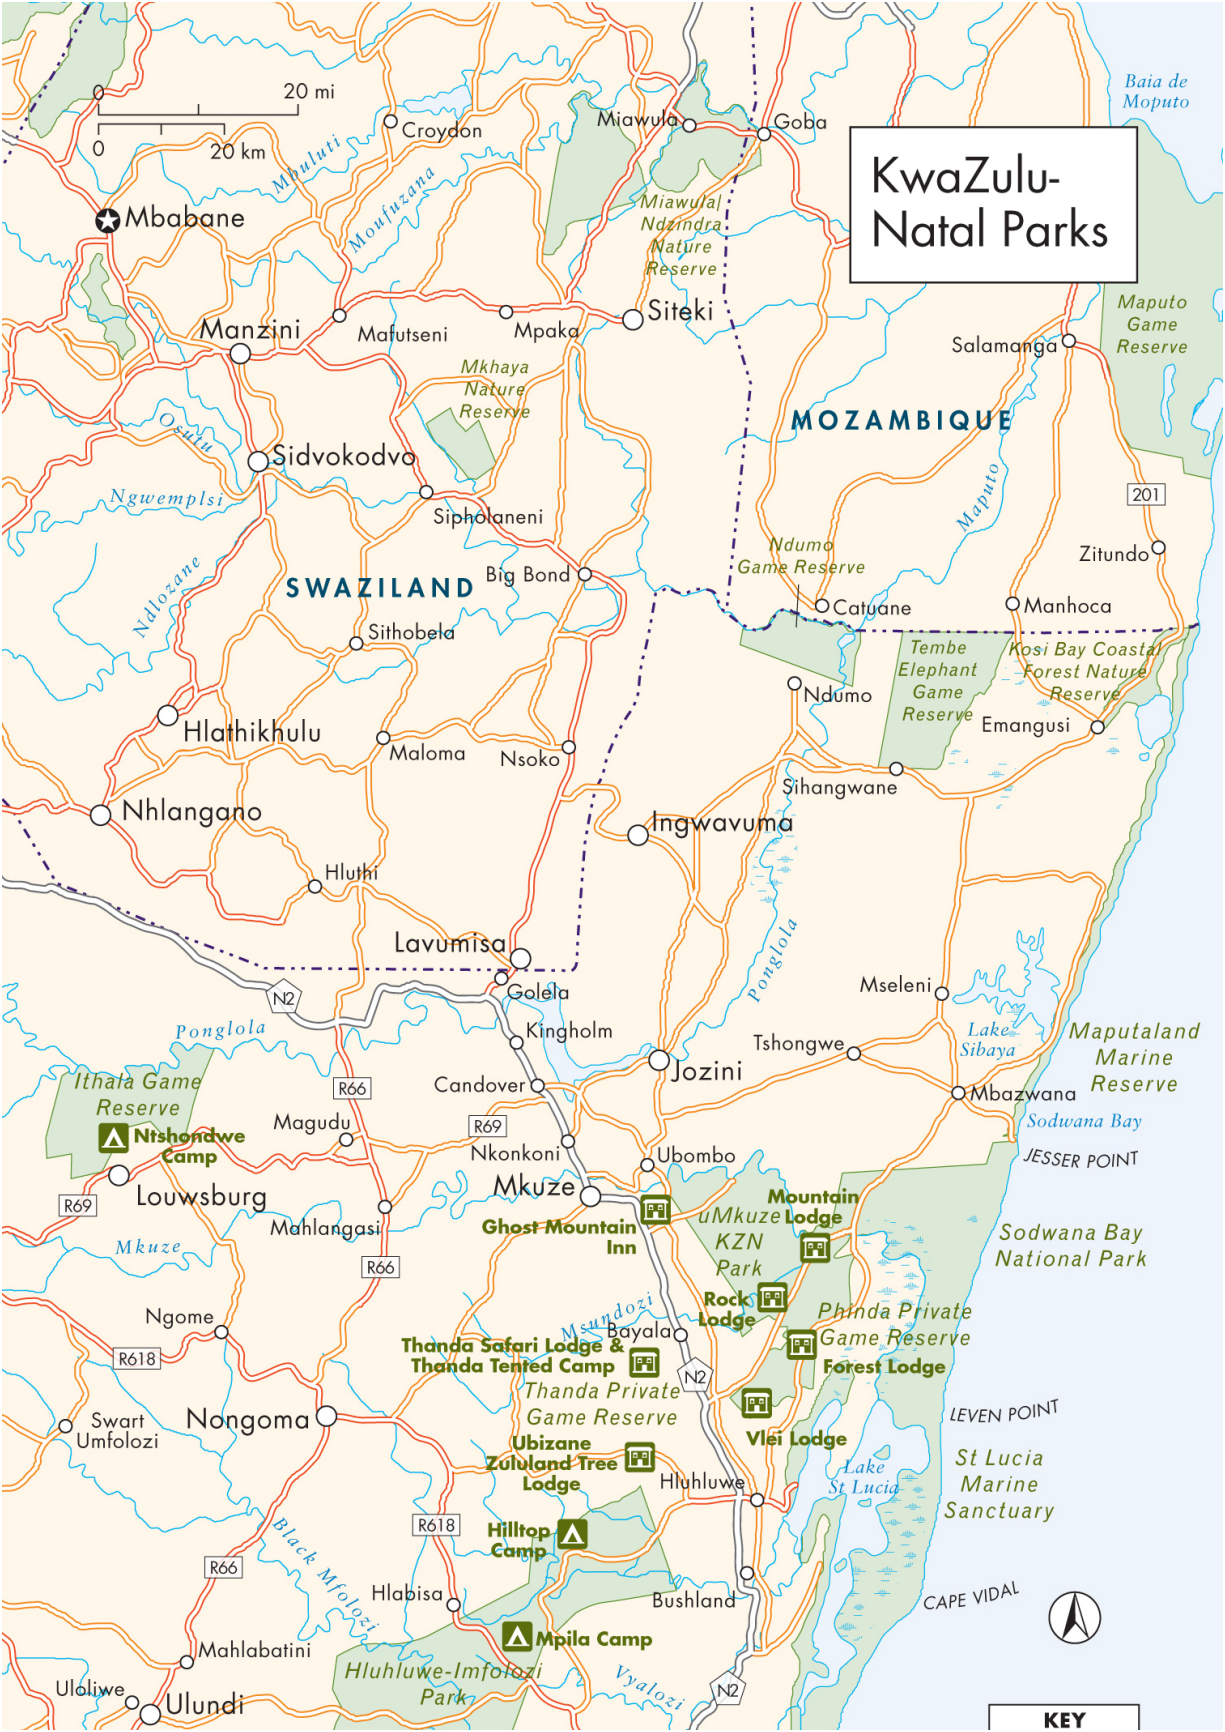 0
20 mi
0
20 km
Baia de
Moputo
Croydon
Miawula
Goba
KwaZulu-
Natal Parks
Mbuluti
Moufuzana
Mbabane
Miawula|
Ndzindra
Nature
Reserve
Siteki
Manzini
Mafutseni
Mpaka
Maputo
Game
Reserve
Salamanga
Mkhaya
Nature
Reserve
MOZAMBIQUE
Osutu
Sidvokodvo
Ngwemplsi
Sipholaneni
Maputo
201
Zitundo
Ndumo
Game Reserve
Ndlozane
SWAZILAND
Big Bond
Catuane
Manhoca
Sithobela
Tembe
Elephant
Game
Reserve
Kosi Bay Coastal
Forest Nature
Reserve
Ndumo
Emangusi
Hlathikhulu
Maloma
Nsoko
Sihangwane
Nhlangano
Ingwavuma
Hluthi
Lavumisa
Golela
Ponglola
N2
Mseleni
Kingholm
Ponglola
Tshongwe
Lake
Sibaya
Maputaland
Marine
Reserve
Jozini
Candover
Mbazwana
Ithala Game
Reserve
R66
Magudu
R69
Sodwana Bay
Ntshondwe
Camp
Nkonkoni
Ubombo
JESSER POINT
Louwsburg
Mkuze
R69
Mahlangasi
Ghost Mountain
Inn
uMkuze
KZN
Park
Mountain
Lodge
Sodwana Bay
National Park
Mkuze
R66
Rock
Lodge
Ngome
Msundozi
Bayala
Phinda Private
Game Reserve
R618
Thanda Safari Lodge &
Thanda Tented Camp
N2
Forest Lodge
Thanda Private
Game Reserve
Swart
Umfolozi
Nongoma
Vlei Lodge
LEVEN POINT
Ubizane
Zululand Tree
Lodge
Hluhluwe
Lake
St Lucia
St Lucia
Marine
Sanctuary
Black Mfolozi
R618
Hilltop
Camp
R66
Hlabisa
Bushland
CAPE VIDAL
Mahlabatini
Mpila Camp
Hluhluwe-Imfolozi
Park
Vyalozi
Uloliwe
Ulundi
N2
KEY